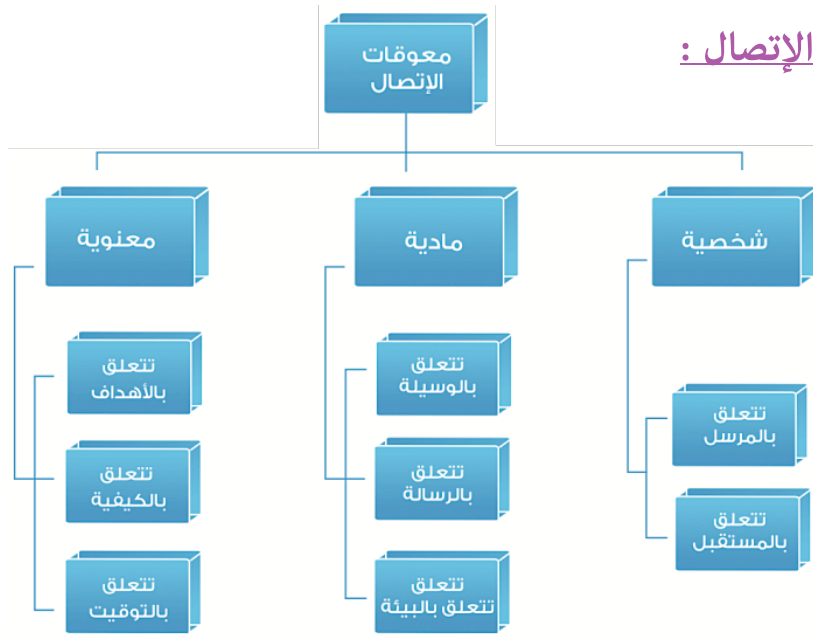 الإتصال :
معوقات
الإتصال
شخصية
مادية
معنوية
تتعلق
بالمرسل
تتعلق
بالمستقبل
تتعلق
بالوسيلة
تتعلق
بالرسالة
تتعلق
تتعلق بالبيئة
تتعلق
بالأهداف
تتعلق
بالكيفية
تتعلق
بالتوقيت